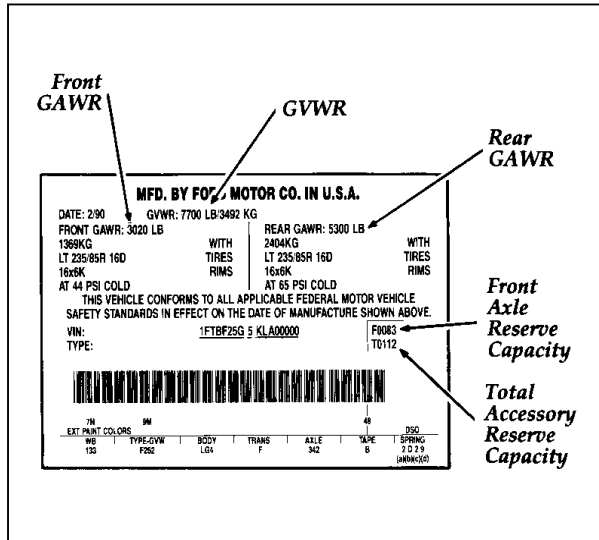 Front
GAWR
GVWR
Rear
GAWR
MFD. BY FORD MOTOR CO. IN U.S.A.
DATE: 2/90 GVWR: 7700 LB/3492 KG
FRONT GAWR: 3020 LB
1369KG WITH
LT 235/85R 16D TIRES
16x6K RIMS
AT 44 PSI COLD
REAR GAWR: 5300 LB
2404KG WITH
LT 235/85R 16D TIRES
16x6K RIMS
AT 65 PSI COLD
THIS VEHICLE CONFORMS TO ALL APPLICABLE FEDERAL MOTOR VEHICLE
SAFETY STANDARDS IN EFFECT ON THE DATE OF MANUFACTURE SHOWN ABOVE.
VIN: 1FTBF25G 5 KLA00000 F0083
TYPE: T0112
Front
Axle
Reserve
Capacity
Total
Accessory
Reserve
Capacity
7N 9M 48
EXT PAINT COLORS DSO
WB TYPE-GVW BODY TRANS AXLE TAPE SPRING
133 F252 LG4 F 342 B 2 D 2 9
(a)(b)(c)(d)